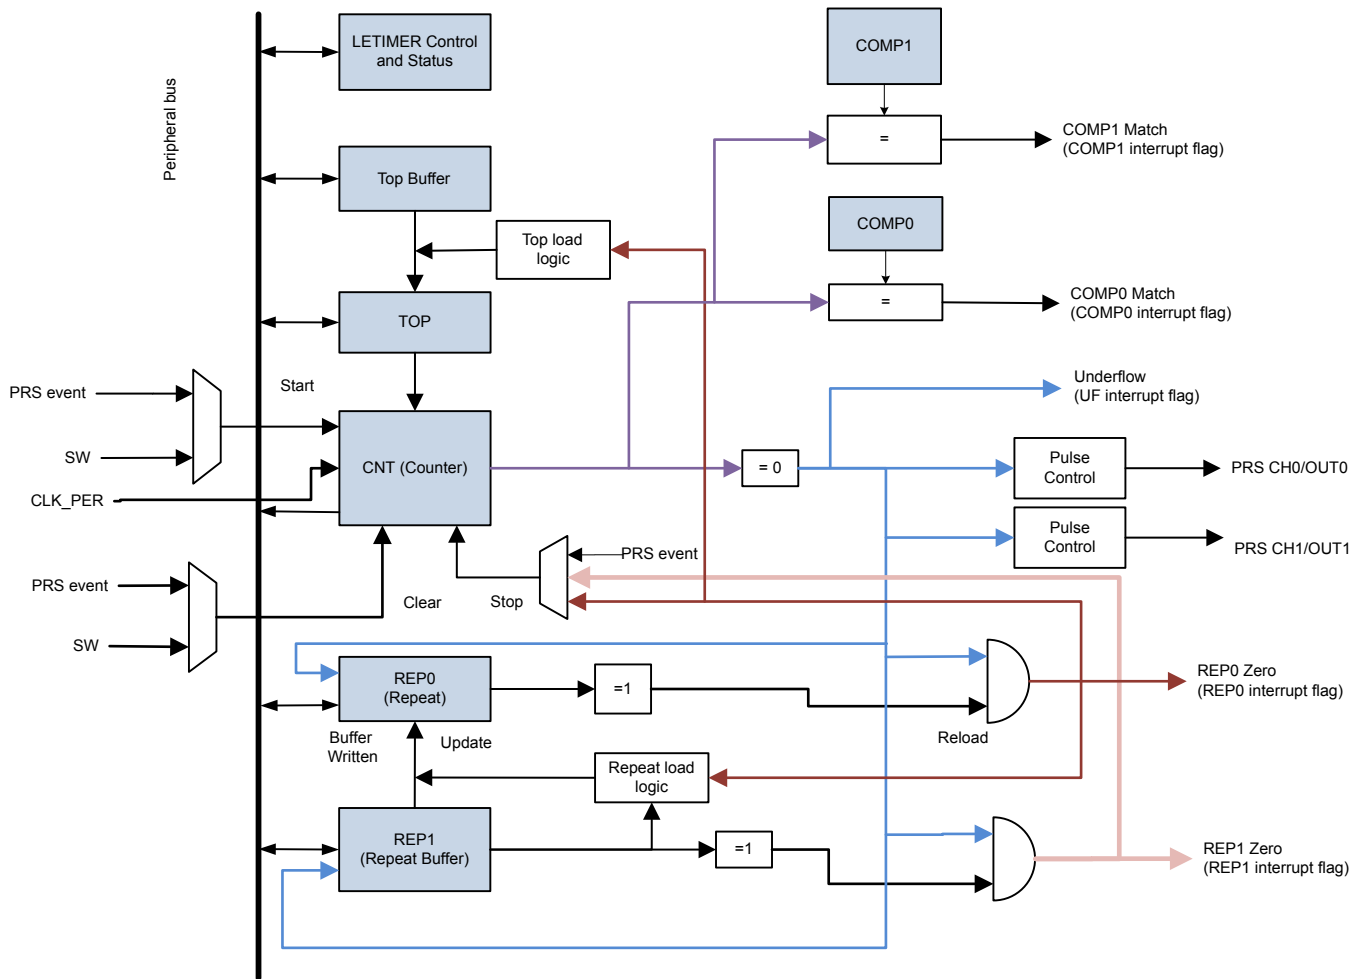 LETIMER Control
and Status
Peripheral bus
COMP1
=
COMP1 Match
(COMP1 interrupt flag)
Top Buffer
Top load
logic
COMP0
=
COMP0 Match
(COMP0 interrupt flag)
TOP
PRS event
SW
Start
CLK_PER
CNT (Counter)
= 0
Underflow
(UF interrupt flag)
Pulse
Control
PRS CH0/OUT0
Pulse
Control
PRS CH1/OUT1
PRS event
PRS event
SW
Clear
Stop
REP0
(Repeat)
=1
REP0 Zero
(REP0 interrupt flag)
Buffer
Written
Update
Reload
Repeat load
logic
REP1
(Repeat Buffer)
=1
REP1 Zero
(REP1 interrupt flag)